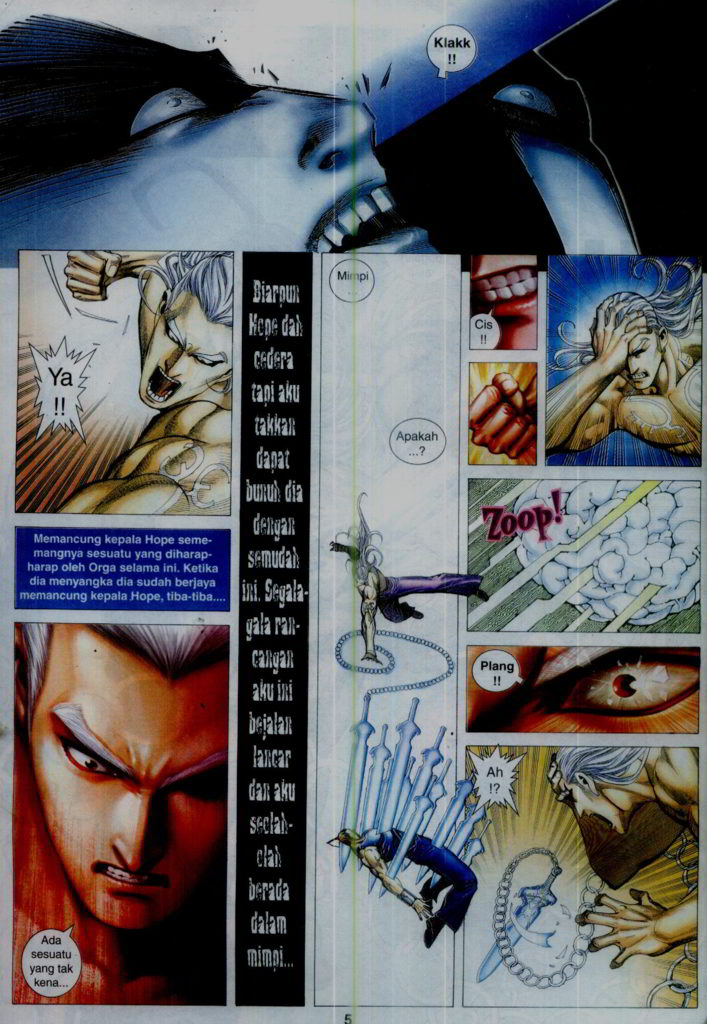 Klakk
!!
Ya
!!
Memancung kepala Hope seme-
mangnya sesuatu yang diharap-
harap oleh Orga selama ini. Ketika
dia menyangka dia sudah berjaya
memancung kepala Hope, tiba-tiba....
Ada
sesuatu
yang tak
kena...
Biarpun
Hope dah
cedera
tapi aku
takkan
dapat
bunuh dia
dengan
semudah
ini. Segala-
gala ran-
cangan
aku ini
bejalan
lancar
dan aku
seolah-
olah
berada
dalam
mimpi...
Mimpi
...
Apakah
...?
Cis
!!
Zoop!
Plang
!!
Ah
!?
5